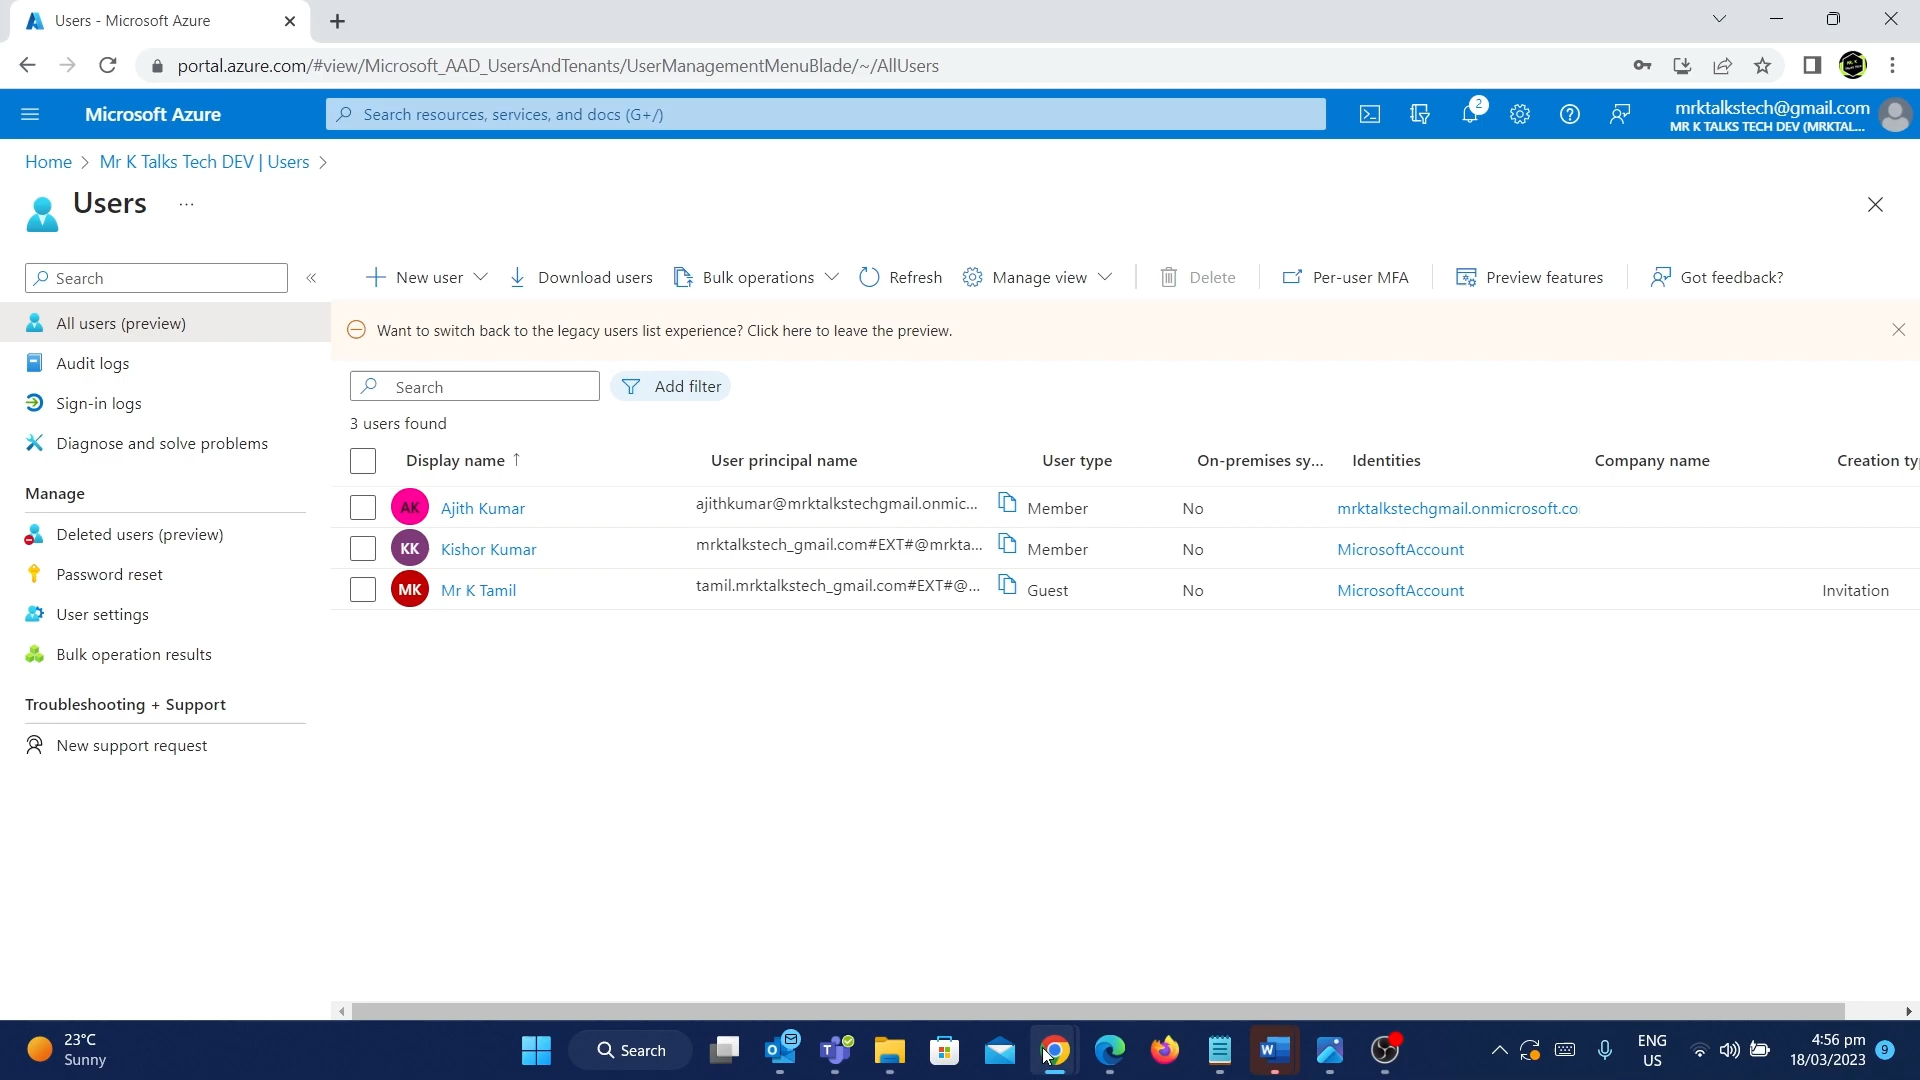 Users - Microsoft Azure
portal.azure.com/#view/Microsoft_AAD_UsersAndTenants/UserManagementMenuBlade/~/AllUsers
Microsoft Azure
Search resources, services, and docs (G+/)
2
mrktalkstech@gmail.com
MR K TALKS TECH DEV (MRKTAL...
Home > Mr K Talks Tech DEV | Users >
Users ...
Search «
New user Download users Bulk operations Refresh Manage view Delete Per-user MFA Preview features Got feedback?
All users (preview)
Audit logs
Sign-in logs
Diagnose and solve problems
Manage
Deleted users (preview)
Password reset
User settings
Bulk operation results
Troubleshooting + Support
New support request
Want to switch back to the legacy users list experience? Click here to leave the preview.
Search Add filter
3 users found
Display name ↑ User principal name User type On-premises sy... Identities Company name Creation ty
AK Ajith Kumar ajithkumar@mrktalkstechgmail.onmic... Member No mrktalkstechgmail.onmicrosoft.co
KK Kishor Kumar mrktalkstech_gmail.com#EXT#@mrkta... Member No MicrosoftAccount
MK Mr K Tamil tamil.mrktalkstech_gmail.com#EXT#@... Guest No MicrosoftAccount Invitation
23°C
Sunny
Search
ENG
US
4:56 pm
18/03/2023
9